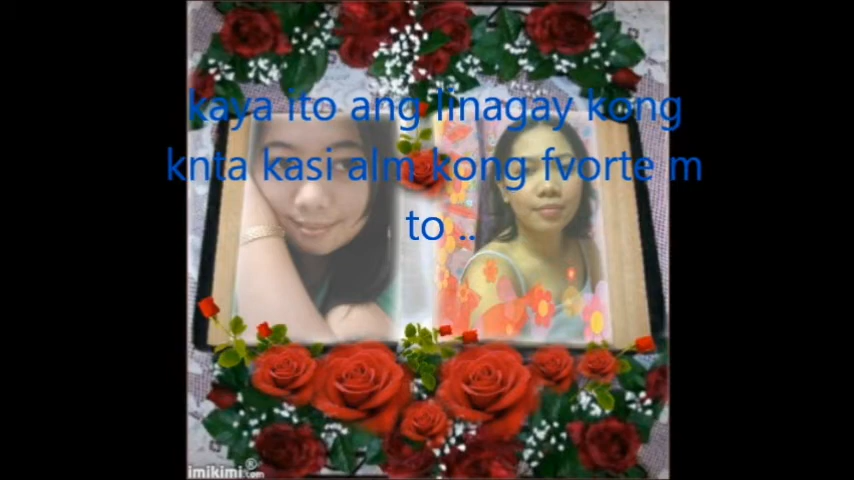 kaya ito ang linagay kong
knta kasi alm kong fvorte m
to ..
imikimi®.com